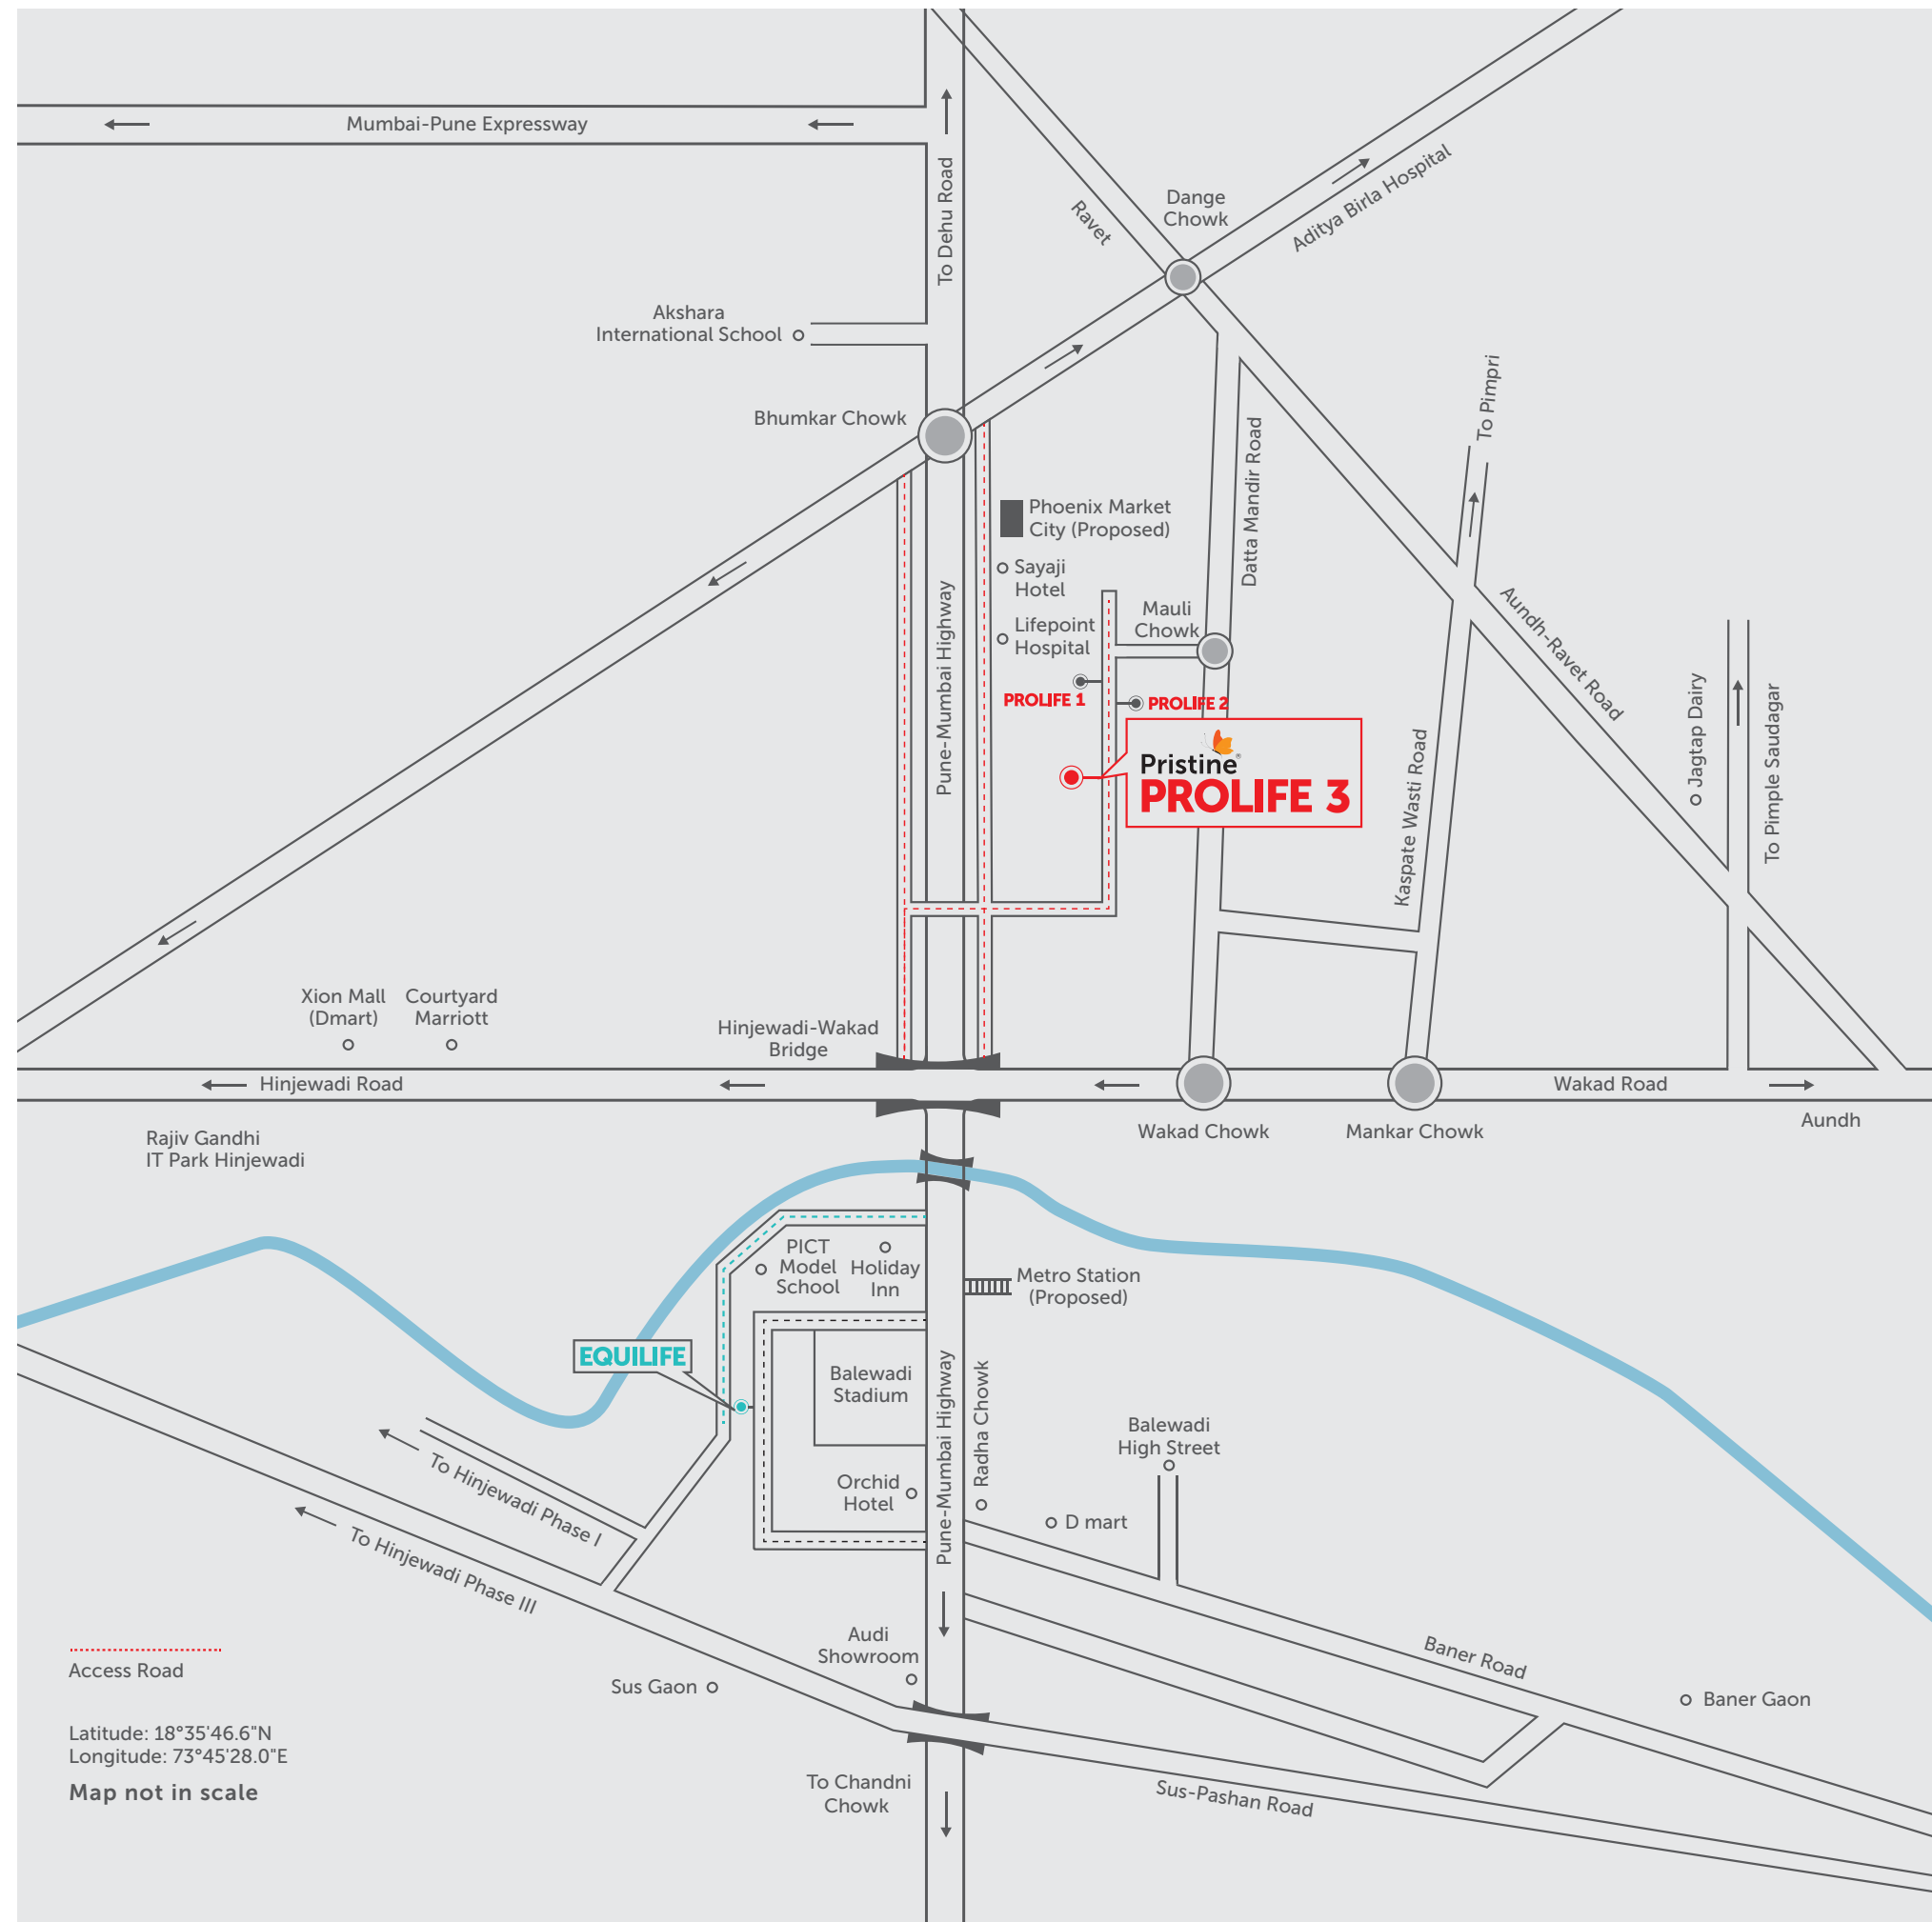 Mumbai-Pune Expressway
To Dehu Road
Ravet
Dange
Chowk
Aditya Birla Hospital
Akshara
International School
Bhumkar Chowk
To Pimpri
Datta Mandir Road
Phoenix Market
City (Proposed)
Sayaji
Hotel
Lifepoint
Hospital
Mauli
Chowk
Pune-Mumbai Highway
PROLIFE 1
PROLIFE 2
Pristine®
PROLIFE 3
Aundh-Ravet Road
Kaspate Wasti Road
Jagtap Dairy
To Pimple Saudagar
Xion Mall
(Dmart)
Courtyard
Marriott
Hinjewadi-Wakad
Bridge
Hinjewadi Road
Wakad Road
Rajiv Gandhi
IT Park Hinjewadi
Wakad Chowk
Mankar Chowk
Aundh
PICT
Model
School
Holiday
Inn
Metro Station
(Proposed)
EQUILIFE
Balewadi
Stadium
Pune-Mumbai Highway
Radha Chowk
Balewadi
High Street
Orchid
Hotel
D mart
To Hinjewadi Phase I
To Hinjewadi Phase III
Audi
Showroom
Sus Gaon
Baner Road
Baner Gaon
Access Road
Latitude: 18°35'46.6"N
Longitude: 73°45'28.0"E
Map not in scale
To Chandni
Chowk
Sus-Pashan Road